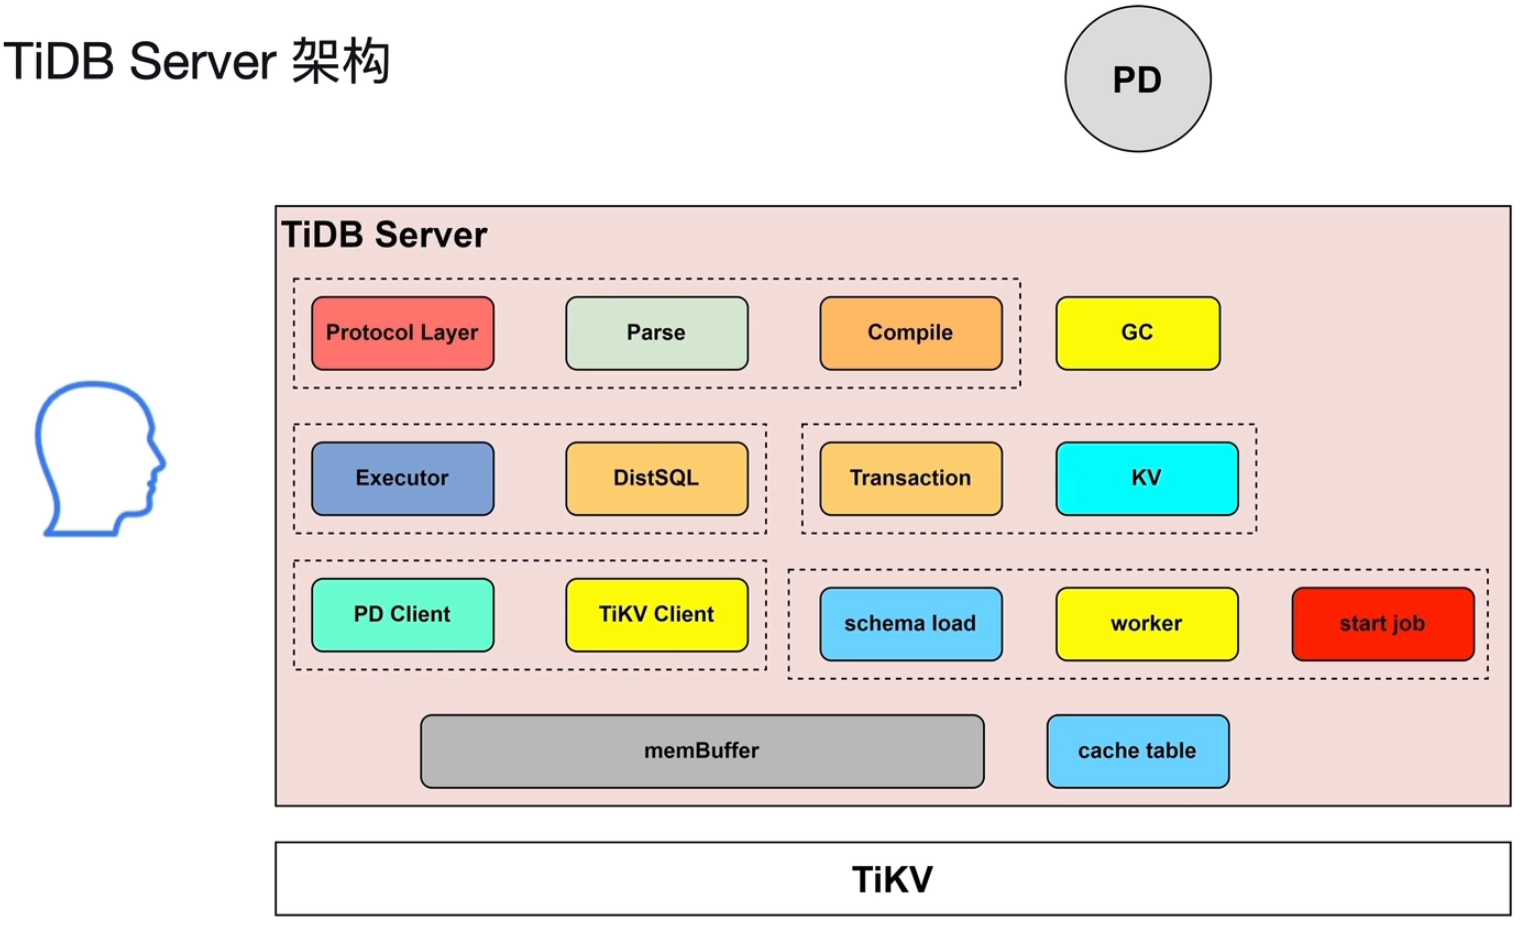 TiDB Server 架构
PD
TiDB Server
Protocol Layer
Parse
Compile
GC
Executor
DistSQL
Transaction
KV
PD Client
TiKV Client
schema load
worker
start job
memBuffer
cache table
TiKV